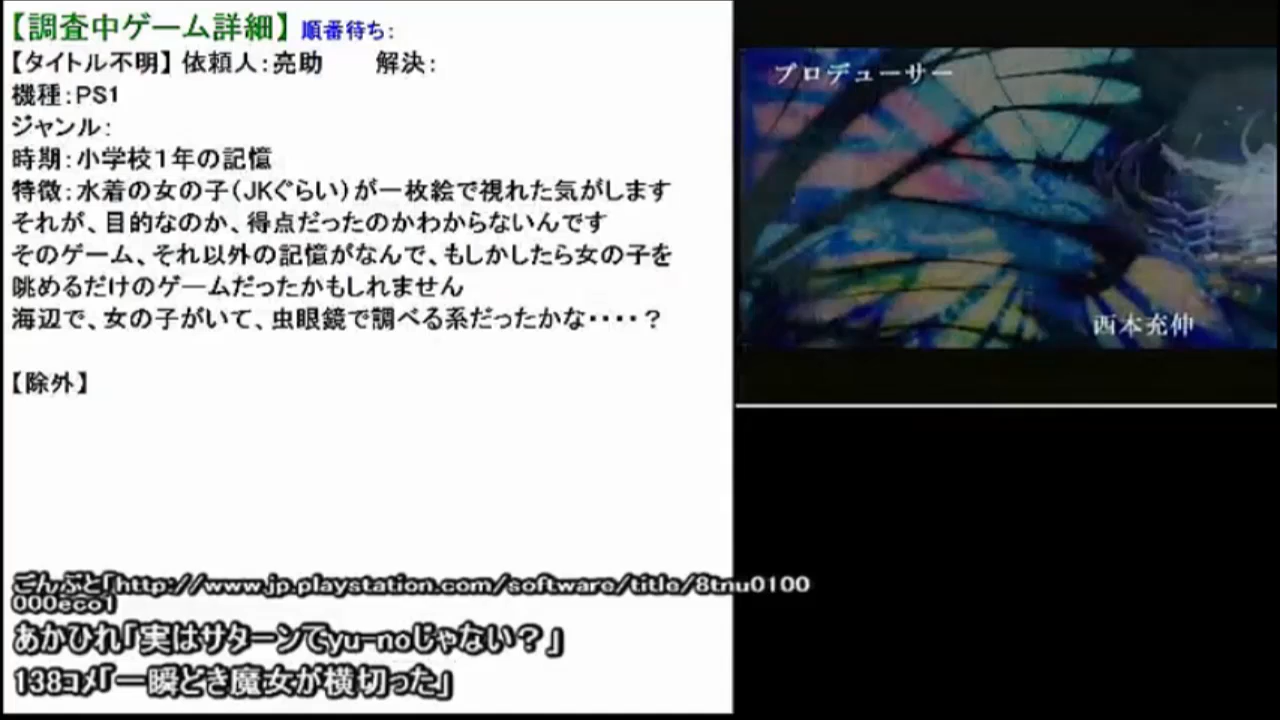 【調査中ゲーム詳細】 順番待ち：
【タイトル不明】 依頼人：亮助　　解決：
機種：PS1
ジャンル：
時期：小学校１年の記憶
特徴：水着の女の子（JKぐらい）が一枚絵で視れた気がします
それが、目的なのか、得点だったのかわからないんです
そのゲーム、それ以外の記憶がなんで、もしかしたら女の子を
眺めるだけのゲームだったかもしれません
海辺で、女の子がいて、虫眼鏡で調べる系だったかな・・・・？
【除外】
ごんぶと「http://www.jp.playstation.com/software/title/8tnu0100
000eco1
あかひれ「実はサターンでyu-noじゃない？」
138ｺﾒ「一瞬どき魔女が横切った」
プロデューサー
西本充伸